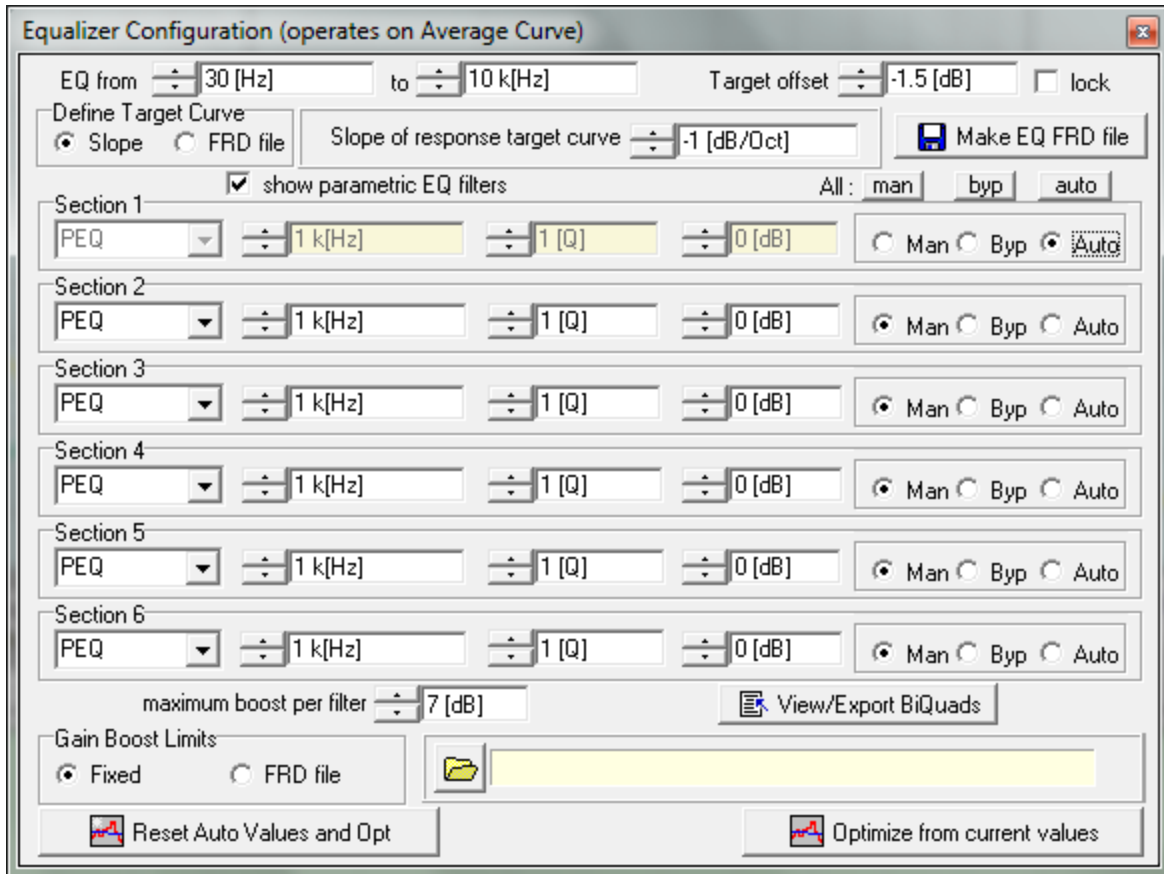 Equalizer Configuration (operates on Average Curve)
EQ from 30 [Hz] to 10 k[Hz] Target offset -1.5 [dB] lock
Define Target Curve
Slope FRD file Slope of response target curve -1 [dB/Oct] Make EQ FRD file
show parametric EQ filters All : man byp auto
Section 1
PEQ 1 k[Hz] 1 [Q] 0 [dB] Man Byp Auto
Section 2
PEQ 1 k[Hz] 1 [Q] 0 [dB] Man Byp Auto
Section 3
PEQ 1 k[Hz] 1 [Q] 0 [dB] Man Byp Auto
Section 4
PEQ 1 k[Hz] 1 [Q] 0 [dB] Man Byp Auto
Section 5
PEQ 1 k[Hz] 1 [Q] 0 [dB] Man Byp Auto
Section 6
PEQ 1 k[Hz] 1 [Q] 0 [dB] Man Byp Auto
maximum boost per filter 7 [dB] View/Export BiQuads
Gain Boost Limits
Fixed FRD file
Reset Auto Values and Opt Optimize from current values